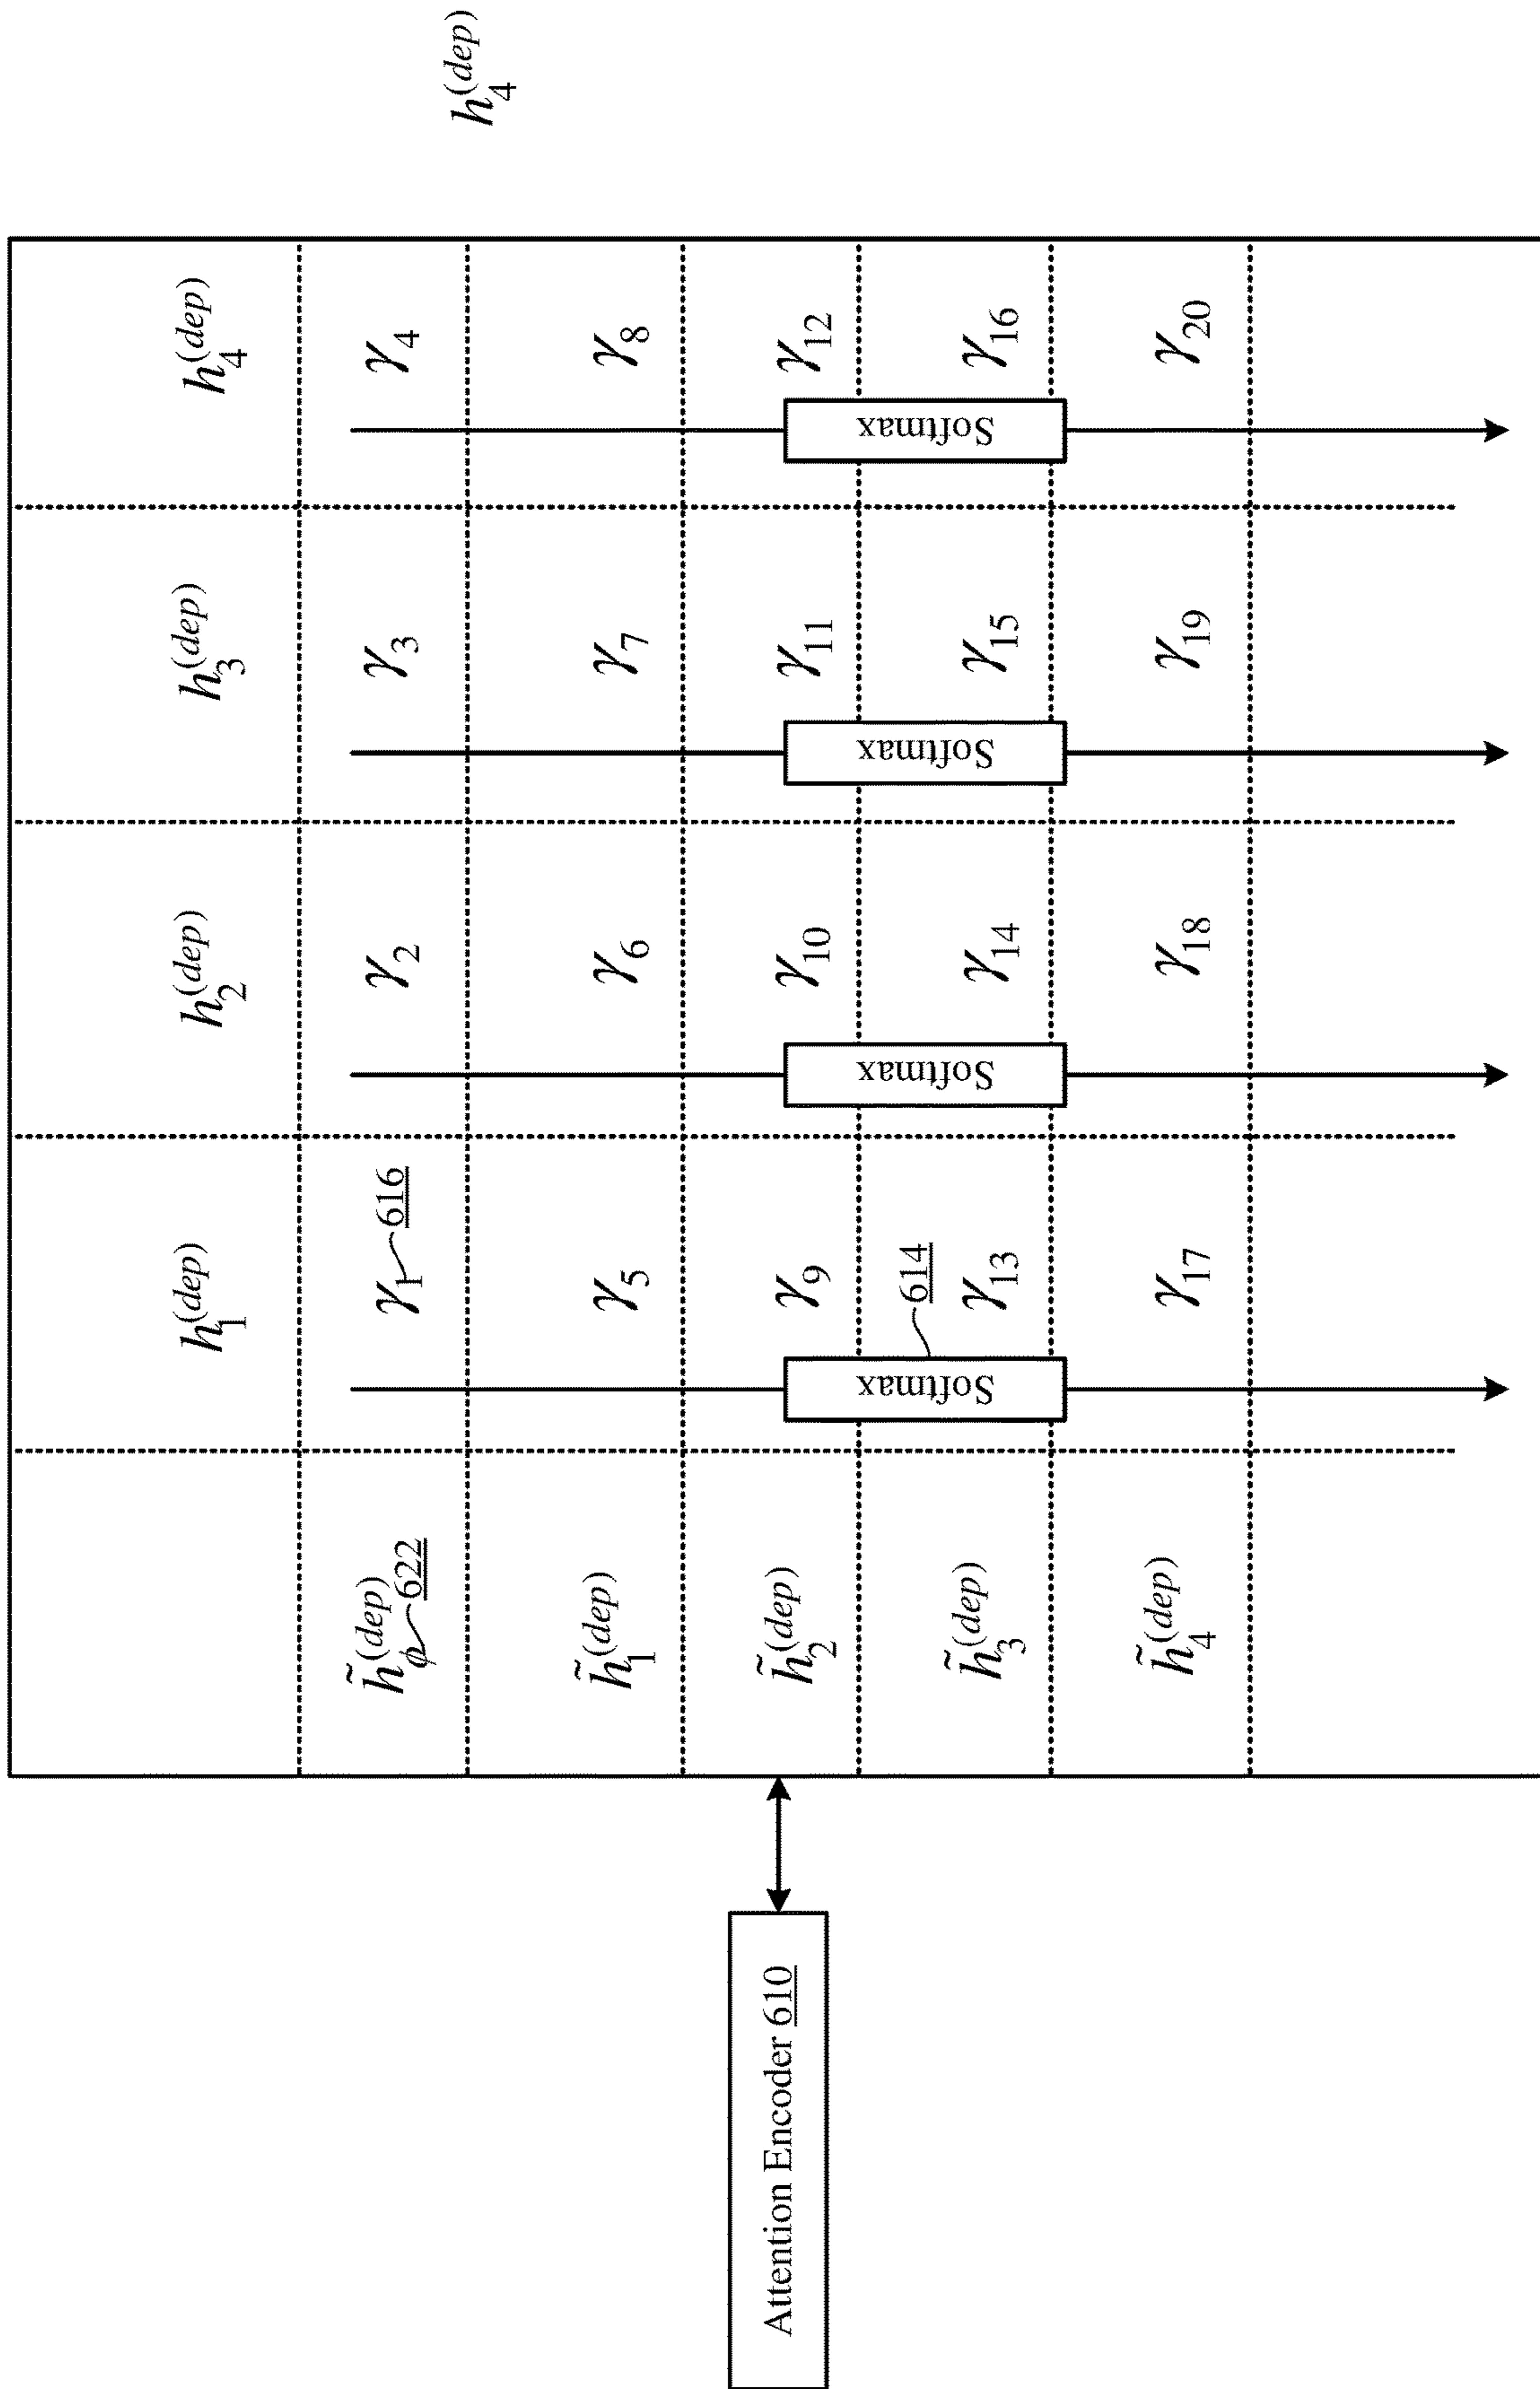 h_1^{(dep)} h_2^{(dep)} h_3^{(dep)} h_4^{(dep)}
h̃_ϕ^{(dep)} 622 γ_1 616 γ_2 γ_3 γ_4
h_4^{(dep)}
h̃_1^{(dep)} γ_5 γ_6 γ_7 γ_8
Attention Encoder 610
h̃_2^{(dep)} γ_9 γ_10 γ_11 γ_12
Softmax 614 Softmax Softmax Softmax
h̃_3^{(dep)} γ_13 γ_14 γ_15 γ_16
h̃_4^{(dep)} γ_17 γ_18 γ_19 γ_20